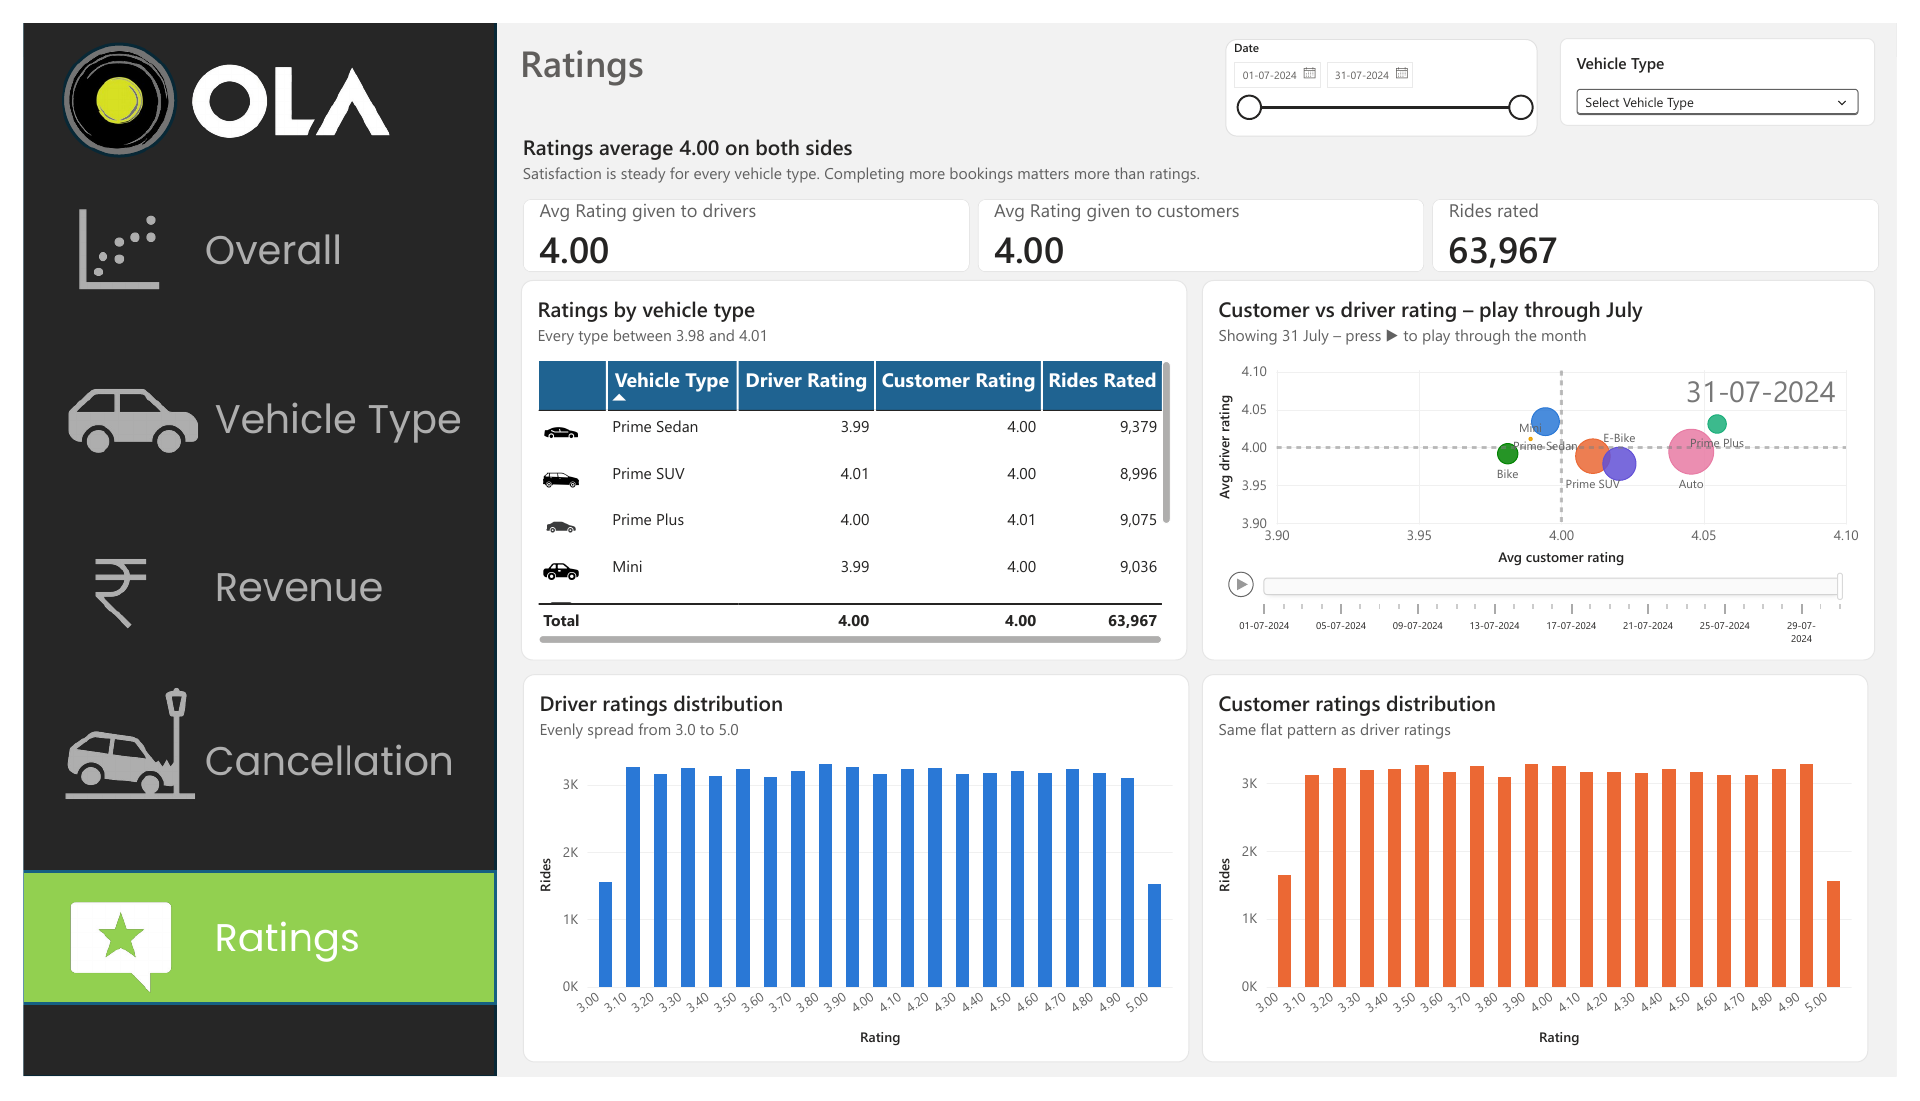 OLA
Overall
Vehicle Type
Revenue
Cancellation
Ratings
Ratings
Date
01-07-2024 31-07-2024
Vehicle Type
Select Vehicle Type
Ratings average 4.00 on both sides
Satisfaction is steady for every vehicle type. Completing more bookings matters more than ratings.
Avg Rating given to drivers
4.00
Avg Rating given to customers
4.00
Rides rated
63,967
Ratings by vehicle type
Every type between 3.98 and 4.01
Vehicle Type Driver Rating Customer Rating Rides Rated
Prime Sedan 3.99 4.00 9,379
Prime SUV 4.01 4.00 8,996
Prime Plus 4.00 4.01 9,075
Mini 3.99 4.00 9,036
Total 4.00 4.00 63,967
Customer vs driver rating – play through July
Showing 31 July – press ▶ to play through the month
31-07-2024
Avg driver rating
4.10
4.05
4.00
3.95
3.90
Mini
Prime Sedan
E-Bike
Prime Plus
Bike
Prime SUV
Auto
3.90 3.95 4.00 4.05 4.10
Avg customer rating
01-07-2024 05-07-2024 09-07-2024 13-07-2024 17-07-2024 21-07-2024 25-07-2024 29-07-
2024
Driver ratings distribution
Evenly spread from 3.0 to 5.0
Rides
3K
2K
1K
0K
3.00 3.10 3.20 3.30 3.40 3.50 3.60 3.70 3.80 3.90 4.00 4.10 4.20 4.30 4.40 4.50 4.60 4.70 4.80 4.90 5.00
Rating
Customer ratings distribution
Same flat pattern as driver ratings
Rides
3K
2K
1K
0K
3.00 3.10 3.20 3.30 3.40 3.50 3.60 3.70 3.80 3.90 4.00 4.10 4.20 4.30 4.40 4.50 4.60 4.70 4.80 4.90 5.00
Rating